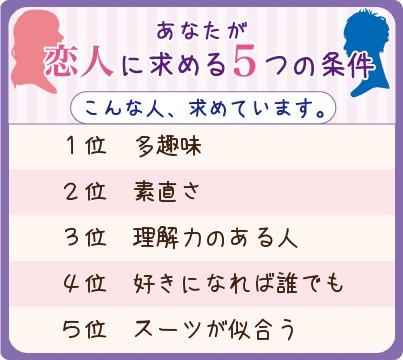 あなたが
恋人に求める5つの条件
こんな人、求めています。
1位 多趣味
2位 素直さ
3位 理解力のある人
4位 好きになれば誰でも
5位 スーツが似合う